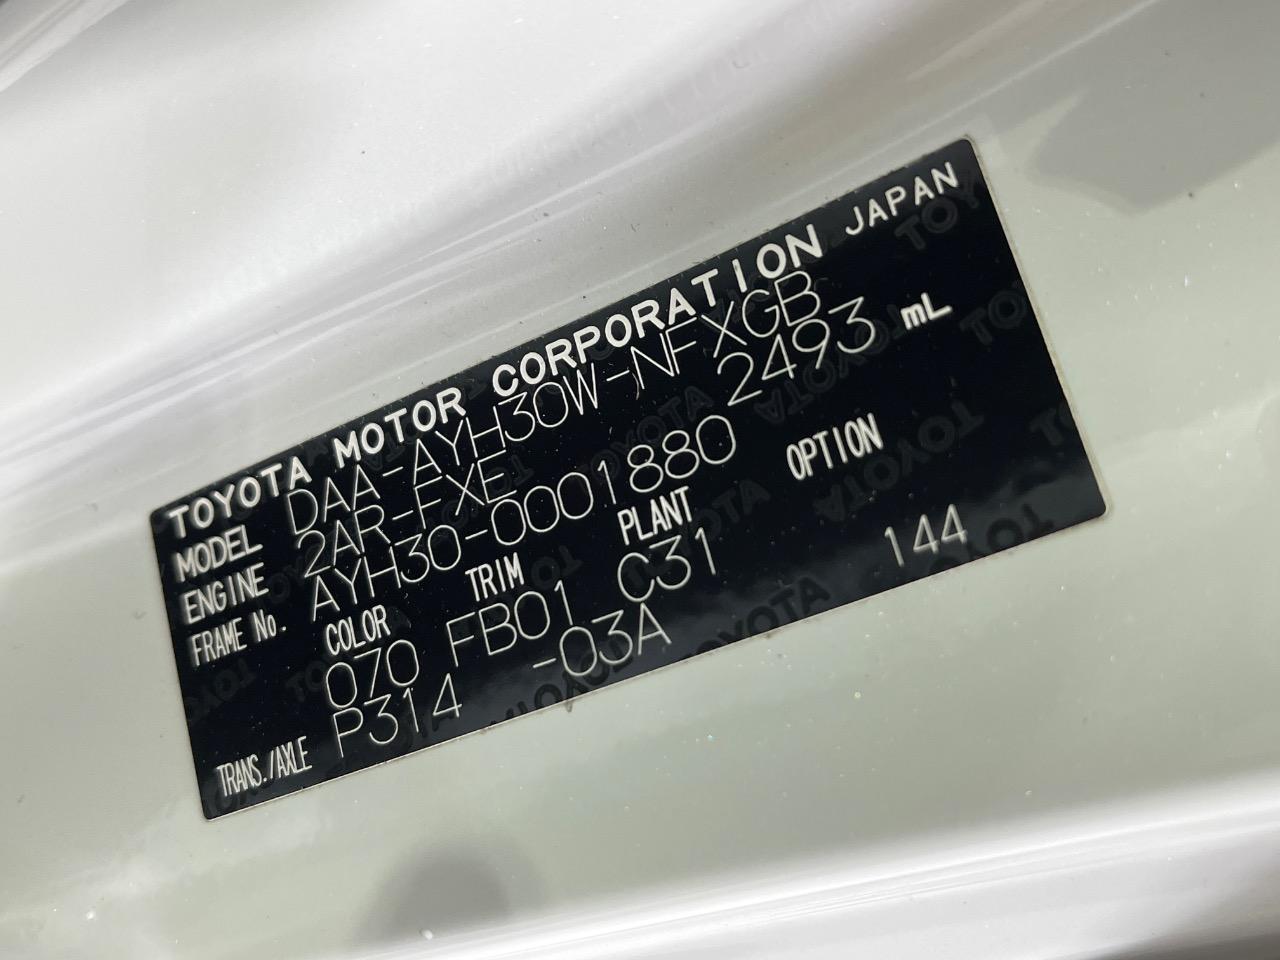 TOYOTA MOTOR CORPORATION JAPAN
MODEL DAA-AYH30W-NFXGB
ENGINE 2AR-FXE 2493 mL
FRAME No. AYH30-0001880
COLOR TRIM PLANT OPTION
070 FB01 C31 144
TRANS./AXLE P314 -03A